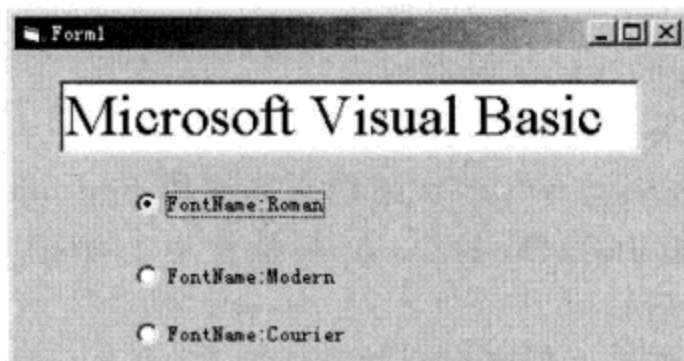 Form1
Microsoft Visual Basic
FontName:Roman
FontName:Modern
FontName:Courier